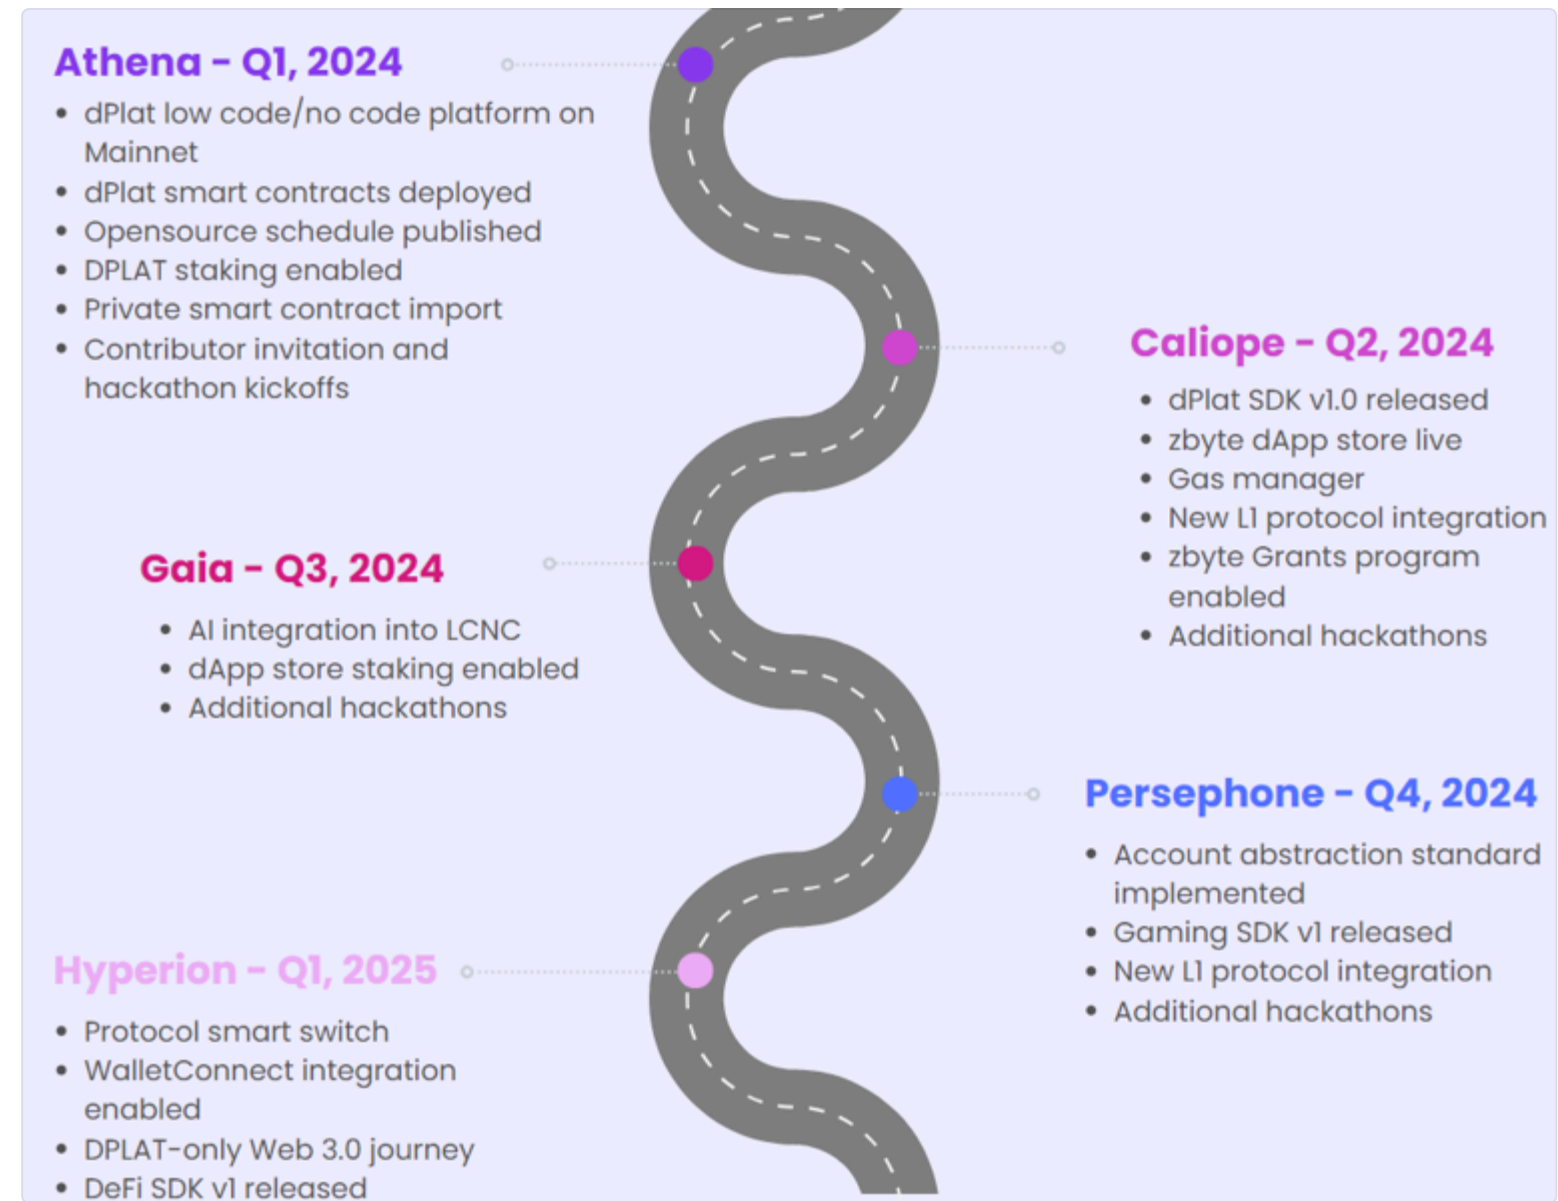 Athena - Q1, 2024
• dPlat low code/no code platform on
Mainnet
• dPlat smart contracts deployed
• Opensource schedule published
• DPLAT staking enabled
• Private smart contract import
• Contributor invitation and
hackathon kickoffs
Caliope - Q2, 2024
• dPlat SDK v1.0 released
• zbyte dApp store live
• Gas manager
• New L1 protocol integration
• zbyte Grants program
enabled
• Additional hackathons
Gaia - Q3, 2024
• AI integration into LCNC
• dApp store staking enabled
• Additional hackathons
Persephone - Q4, 2024
• Account abstraction standard
implemented
• Gaming SDK v1 released
• New L1 protocol integration
• Additional hackathons
Hyperion - Q1, 2025
• Protocol smart switch
• WalletConnect integration
enabled
• DPLAT-only Web 3.0 journey
• DeFi SDK v1 released